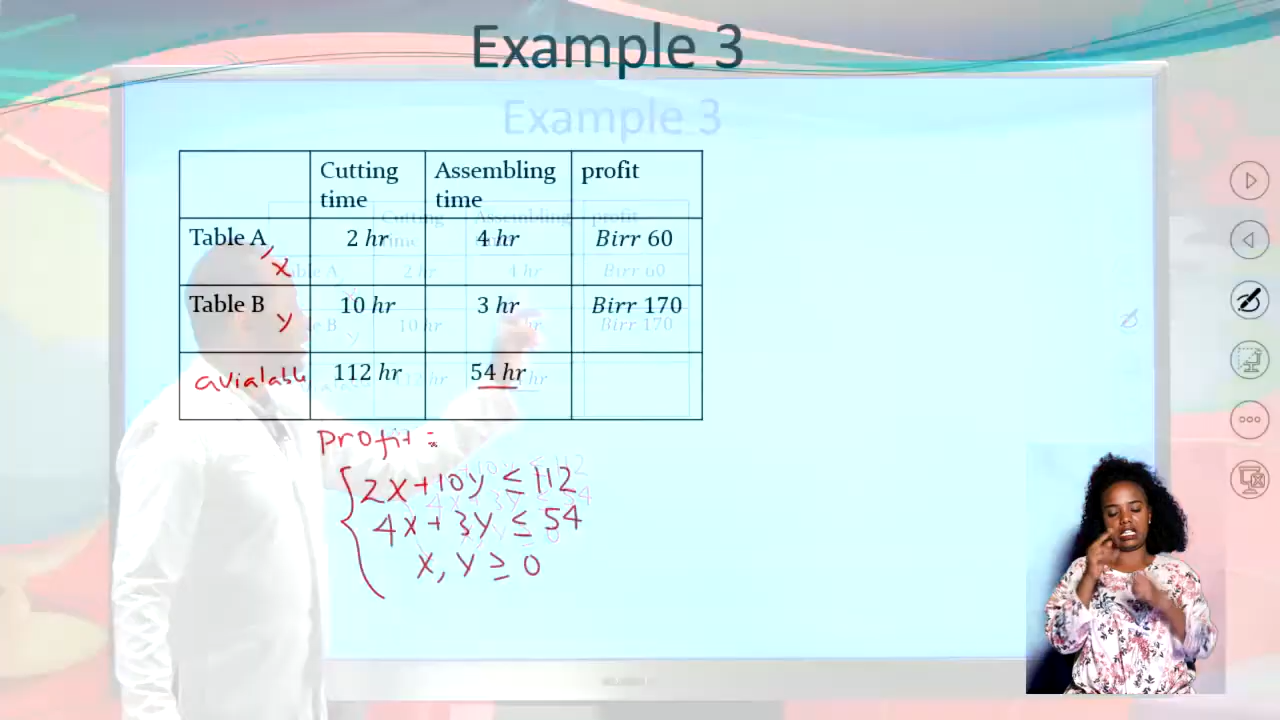 Example 3
Example 3
Cutting time Assembling time profit
Table A, x 2 hr 4 hr Birr 60
Table B y 10 hr 3 hr Birr 170
avialable 112 hr 54 hr
profit =
2x+10y ≤ 112
4x+3y ≤ 54
x, y ≥ 0